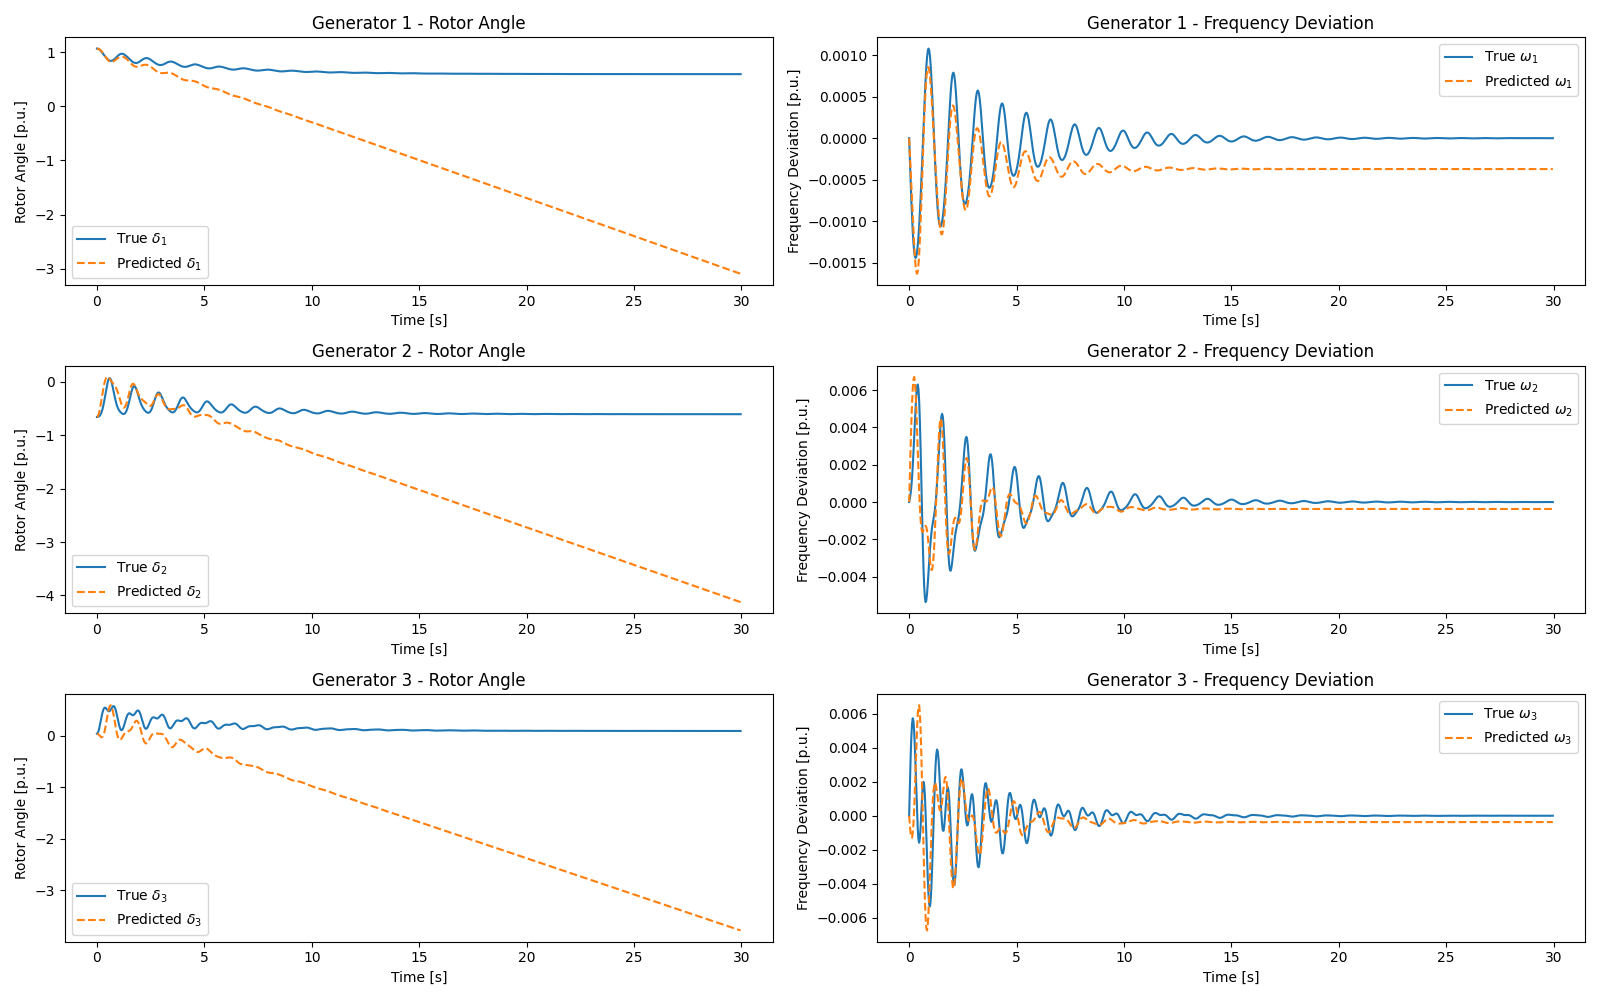 Generator 1 - Rotor Angle
Rotor Angle [p.u.]
1
0
−1
−2
−3
True δ1
Predicted δ1
0 5 10 15 20 25 30
Time [s]
Generator 1 - Frequency Deviation
Frequency Deviation [p.u.]
0.0010
0.0005
0.0000
−0.0005
−0.0010
−0.0015
True ω1
Predicted ω1
0 5 10 15 20 25 30
Time [s]
Generator 2 - Rotor Angle
Rotor Angle [p.u.]
0
−1
−2
−3
−4
True δ2
Predicted δ2
0 5 10 15 20 25 30
Time [s]
Generator 2 - Frequency Deviation
Frequency Deviation [p.u.]
0.006
0.004
0.002
0.000
−0.002
−0.004
True ω2
Predicted ω2
0 5 10 15 20 25 30
Time [s]
Generator 3 - Rotor Angle
Rotor Angle [p.u.]
0
−1
−2
−3
True δ3
Predicted δ3
0 5 10 15 20 25 30
Time [s]
Generator 3 - Frequency Deviation
Frequency Deviation [p.u.]
0.006
0.004
0.002
0.000
−0.002
−0.004
−0.006
True ω3
Predicted ω3
0 5 10 15 20 25 30
Time [s]